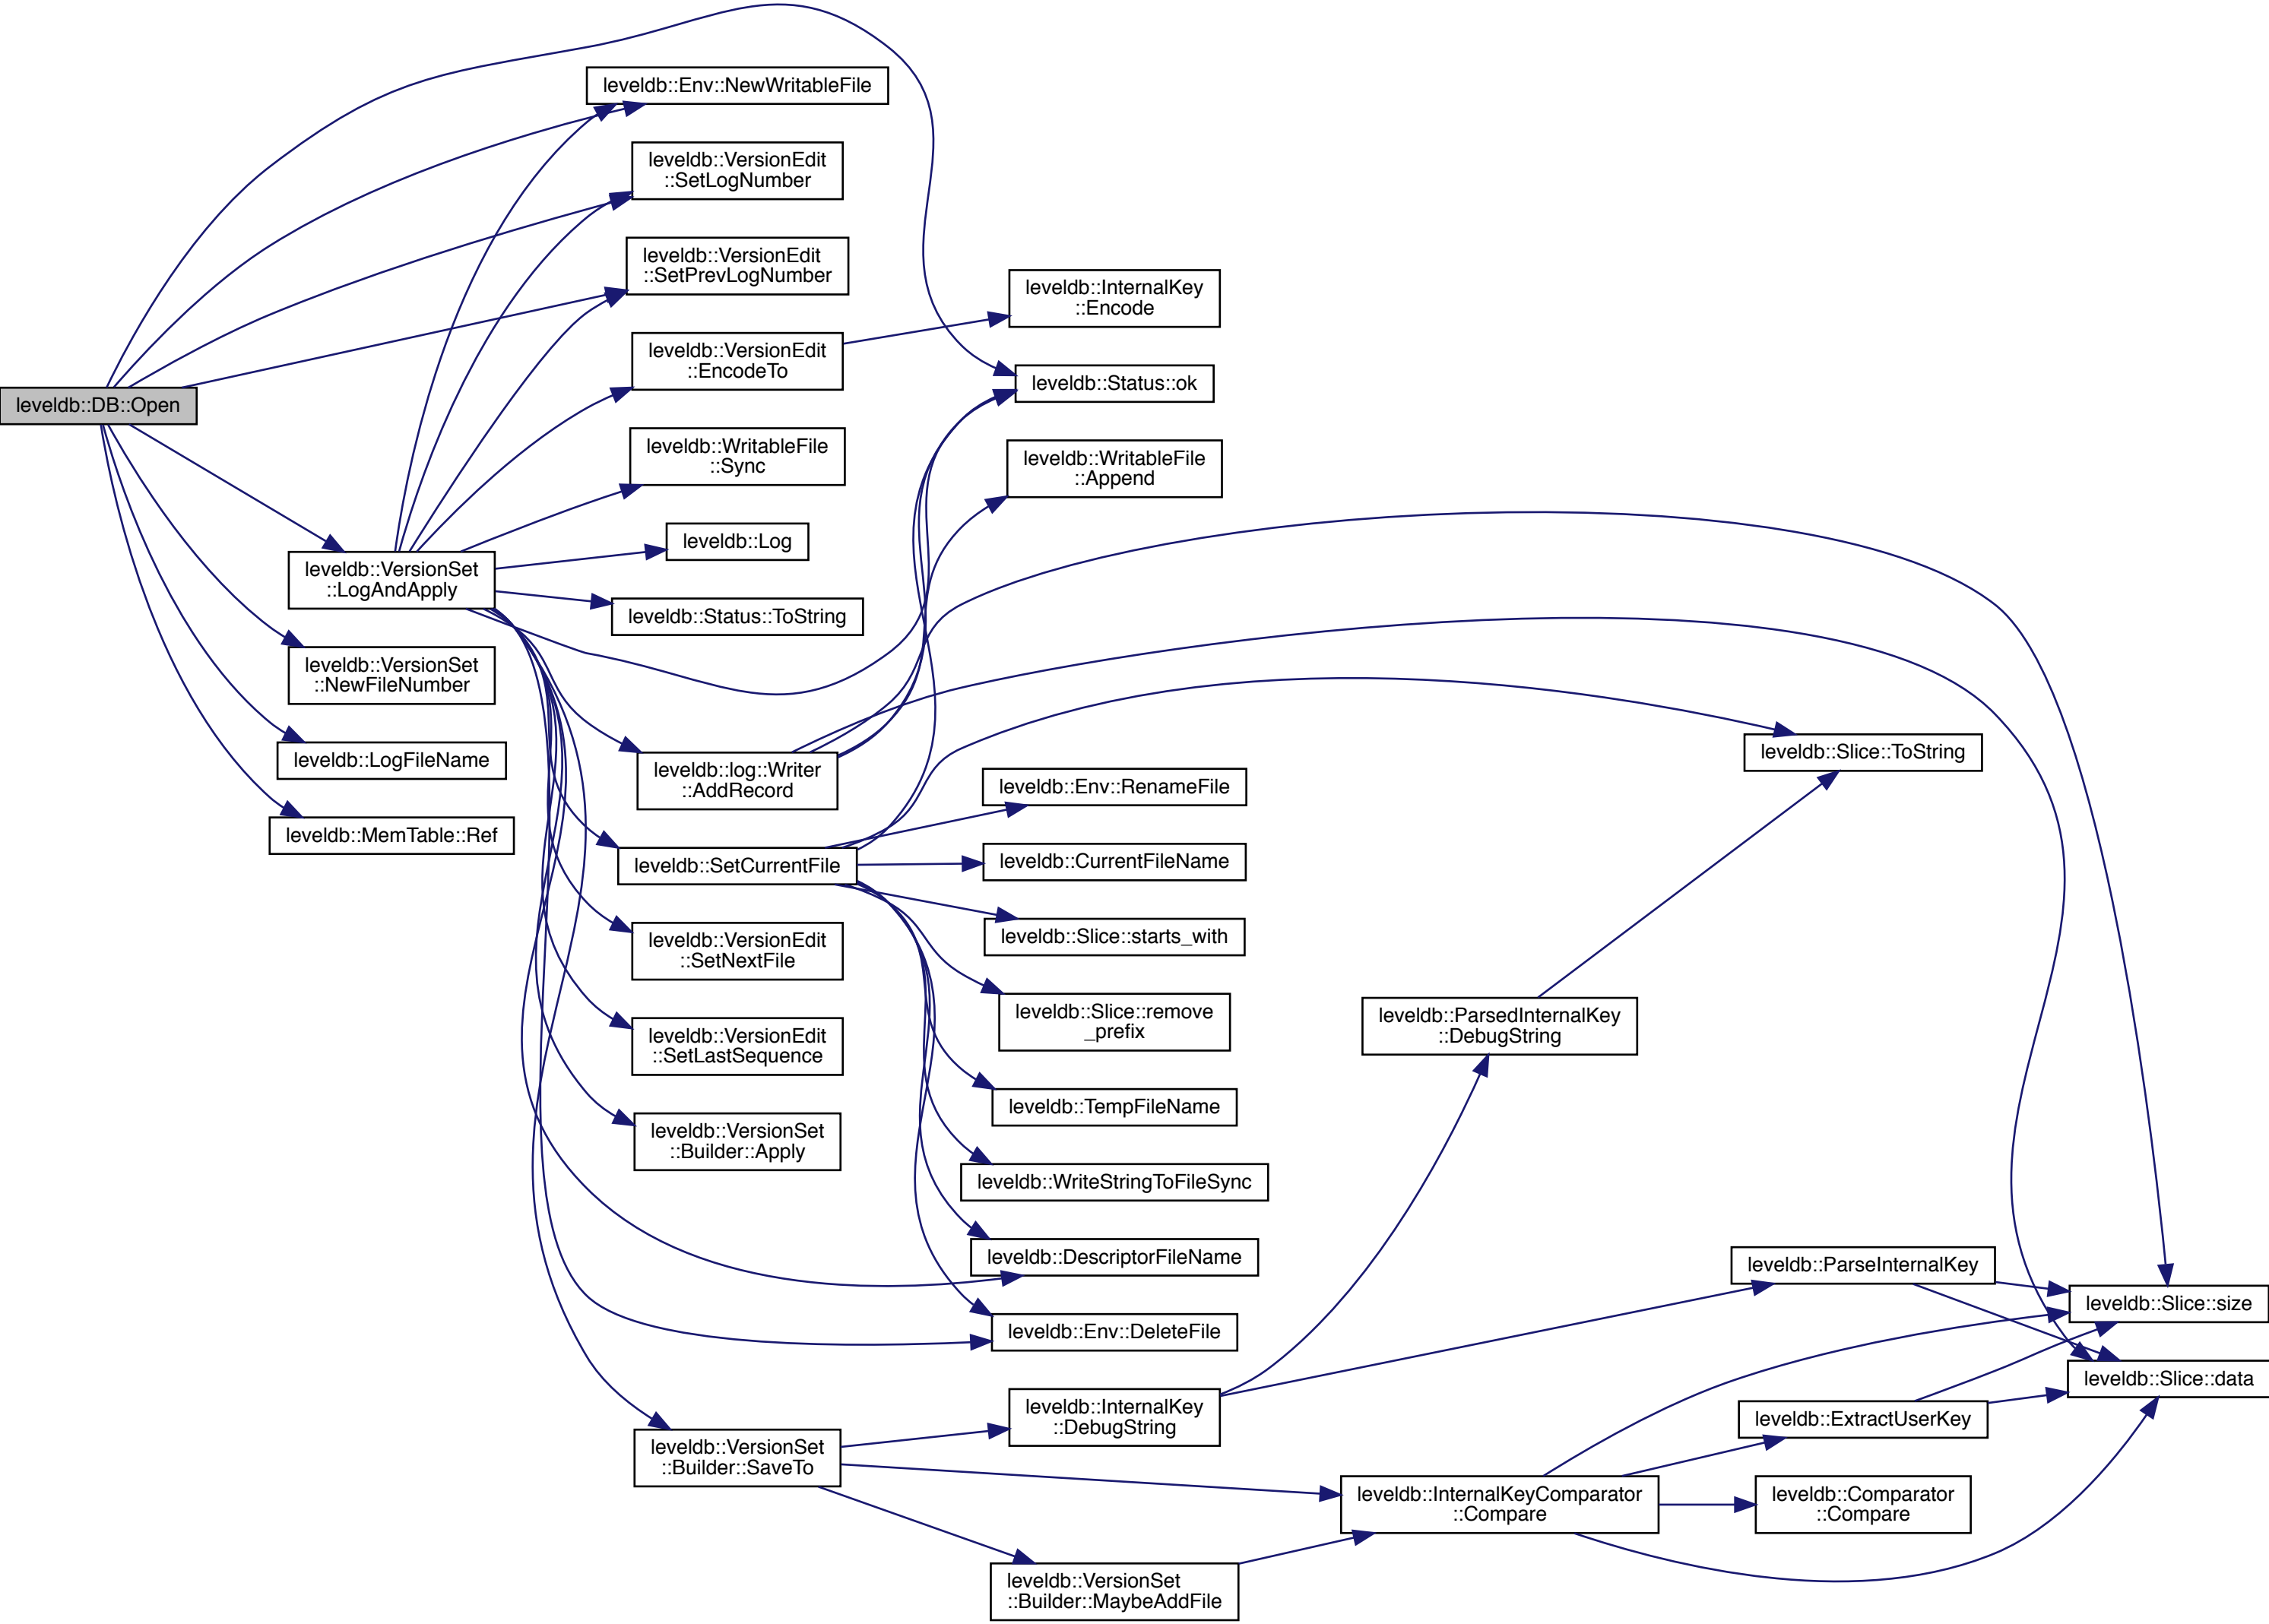 leveldb::DB::Open
leveldb::VersionSet
::LogAndApply
leveldb::VersionSet
::NewFileNumber
leveldb::LogFileName
leveldb::MemTable::Ref
leveldb::Env::NewWritableFile
leveldb::VersionEdit
::SetLogNumber
leveldb::VersionEdit
::SetPrevLogNumber
leveldb::VersionEdit
::EncodeTo
leveldb::WritableFile
::Sync
leveldb::Log
leveldb::Status::ToString
leveldb::log::Writer
::AddRecord
leveldb::SetCurrentFile
leveldb::VersionEdit
::SetNextFile
leveldb::VersionEdit
::SetLastSequence
leveldb::VersionSet
::Builder::Apply
leveldb::VersionSet
::Builder::SaveTo
leveldb::InternalKey
::Encode
leveldb::Status::ok
leveldb::WritableFile
::Append
leveldb::Env::RenameFile
leveldb::CurrentFileName
leveldb::Slice::starts_with
leveldb::Slice::remove
_prefix
leveldb::TempFileName
leveldb::WriteStringToFileSync
leveldb::DescriptorFileName
leveldb::Env::DeleteFile
leveldb::InternalKey
::DebugString
leveldb::VersionSet
::Builder::MaybeAddFile
leveldb::ParsedInternalKey
::DebugString
leveldb::InternalKeyComparator
::Compare
leveldb::Slice::ToString
leveldb::ParseInternalKey
leveldb::ExtractUserKey
leveldb::Comparator
::Compare
leveldb::Slice::size
leveldb::Slice::data